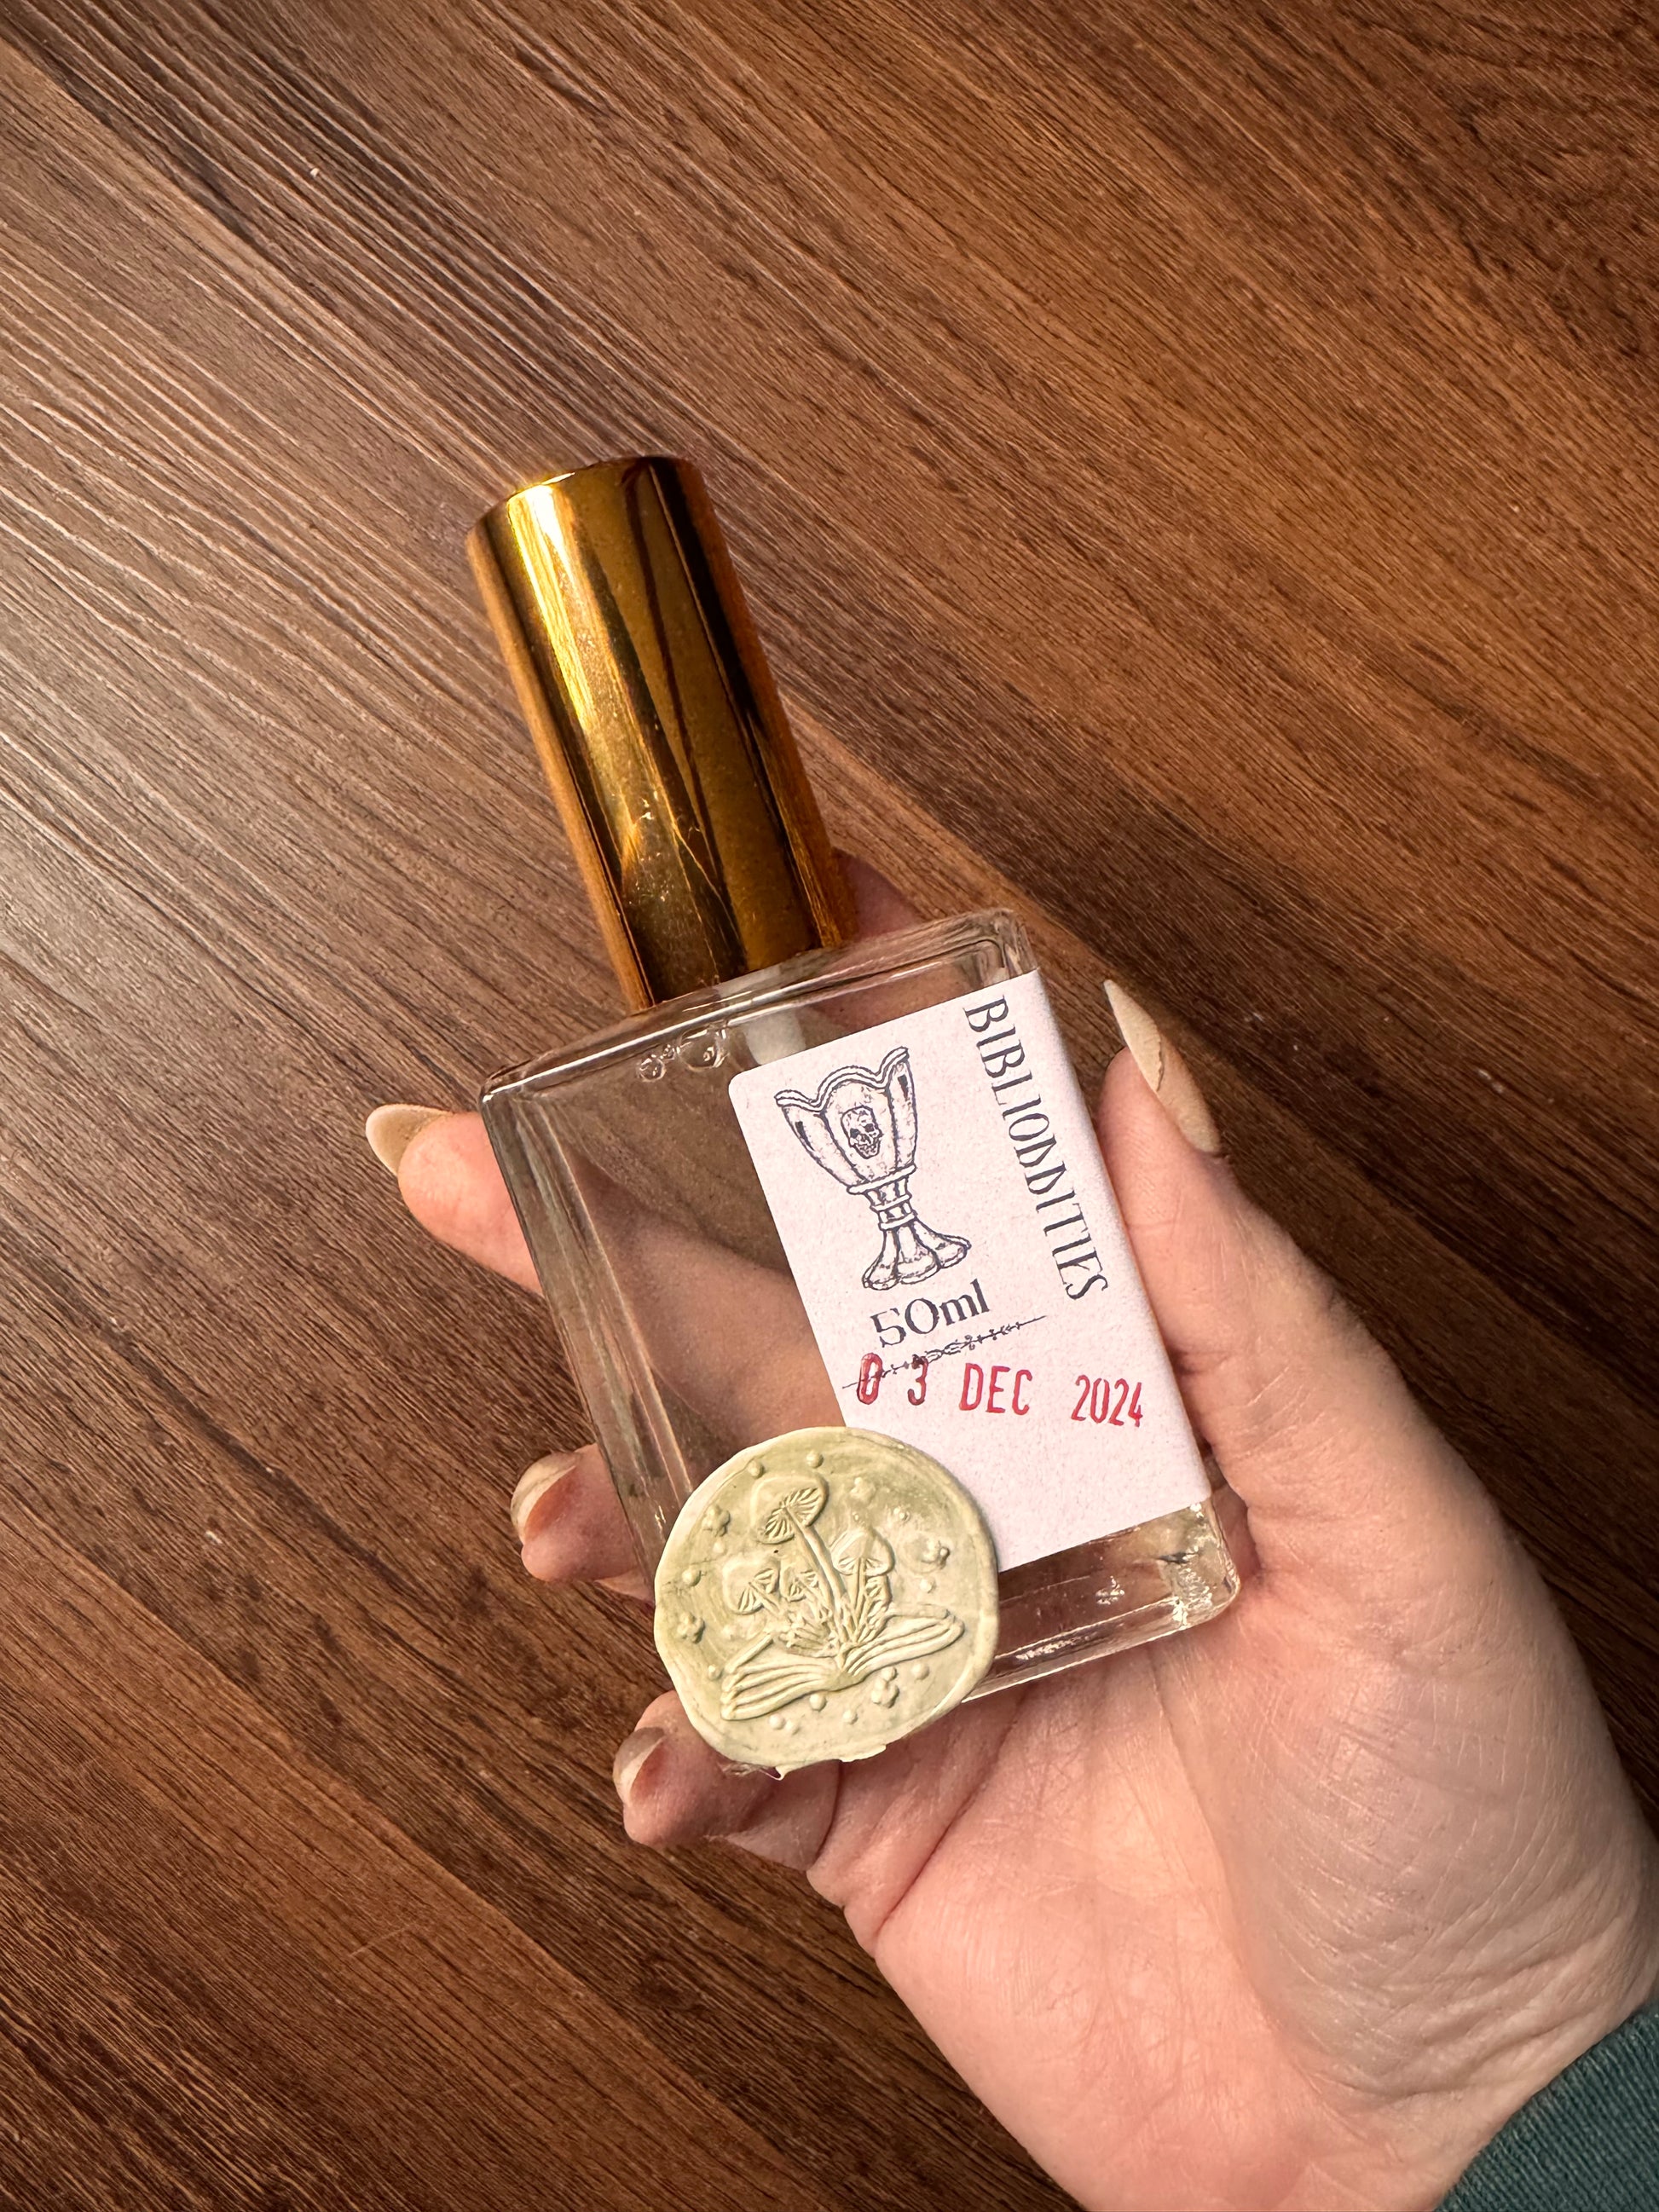 BIBLIODDITIES
50ml
03 DEC 2024